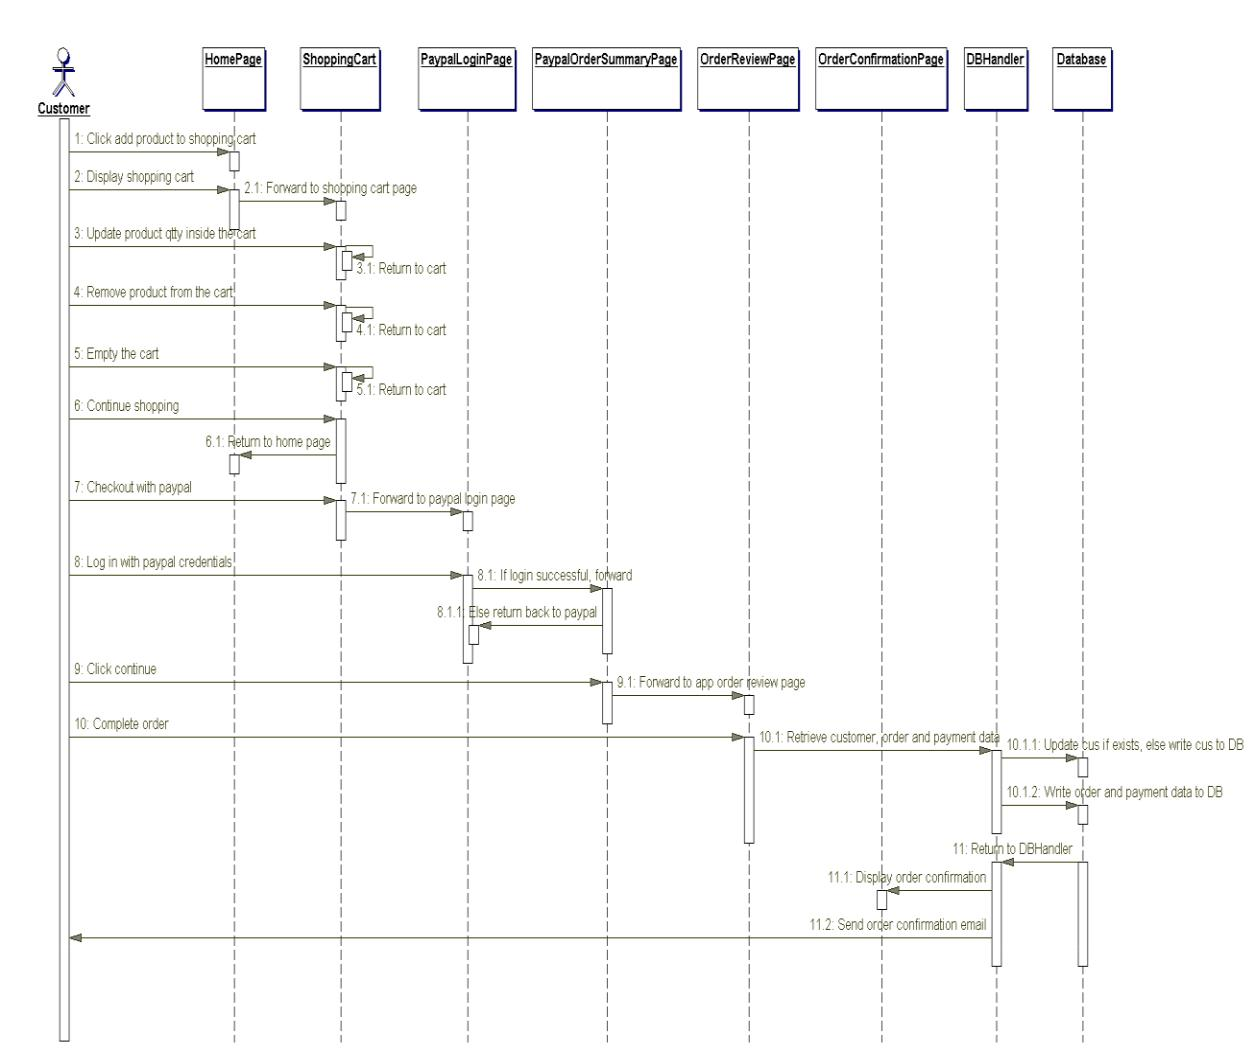 HomePage
ShoppingCart
PaypalLoginPage
PaypalOrderSummaryPage
OrderReviewPage
OrderConfirmationPage
DBHandler
Database
Customer
1: Click add product to shopping cart
2: Display shopping cart
2.1: Forward to shopping cart page
3: Update product qtty inside the cart
3.1: Return to cart
4: Remove product from the cart
4.1: Return to cart
5: Empty the cart
5.1: Return to cart
6: Continue shopping
6.1: Return to home page
7: Checkout with paypal
7.1: Forward to paypal login page
8: Log in with paypal credentials
8.1: If login successful, forward
8.1.1: Else return back to paypal
9: Click continue
9.1: Forward to app order review page
10: Complete order
10.1: Retrieve customer, order and payment data
10.1.1: Update cus if exists, else write cus to DB
10.1.2: Write order and payment data to DB
11: Return to DBHandler
11.1: Display order confirmation
11.2: Send order confirmation email